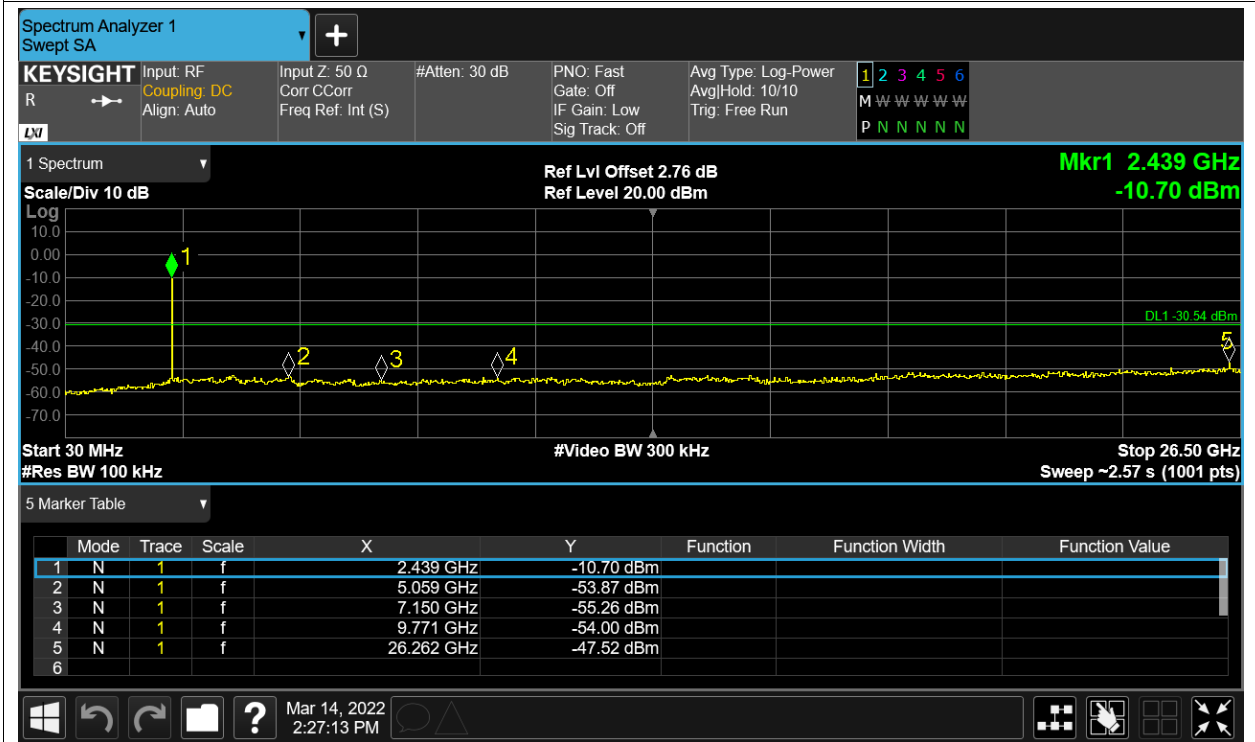 Spectrum Analyzer 1
Swept SA
+
KEYSIGHT
R
LXI
Input: RF
Coupling: DC
Align: Auto
Input Z: 50 Ω
Corr CCorr
Freq Ref: Int (S)
#Atten: 30 dB
PNO: Fast
Gate: Off
IF Gain: Low
Sig Track: Off
Avg Type: Log-Power
Avg|Hold: 10/10
Trig: Free Run
1 2 3 4 5 6
M W W W W W
P N N N N N
1 Spectrum
Scale/Div 10 dB
Ref Lvl Offset 2.76 dB
Ref Level 20.00 dBm
Mkr1 2.439 GHz
-10.70 dBm
Log
10.0
0.00
-10.0
-20.0
-30.0
-40.0
-50.0
-60.0
-70.0
1
2
3
4
5
DL1 -30.54 dBm
Start 30 MHz
#Res BW 100 kHz
#Video BW 300 kHz
Stop 26.50 GHz
Sweep ~2.57 s (1001 pts)
5 Marker Table
Mode Trace Scale X Y Function Function Width Function Value
1 N 1 f 2.439 GHz -10.70 dBm
2 N 1 f 5.059 GHz -53.87 dBm
3 N 1 f 7.150 GHz -55.26 dBm
4 N 1 f 9.771 GHz -54.00 dBm
5 N 1 f 26.262 GHz -47.52 dBm
6
?
Mar 14, 2022
2:27:13 PM